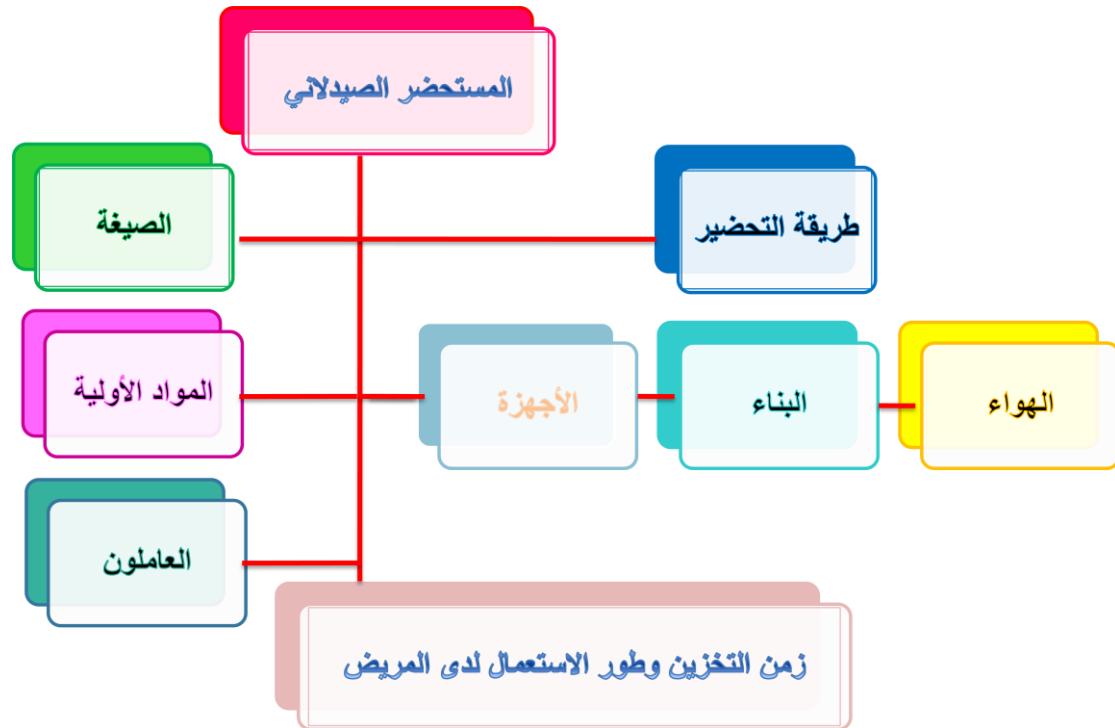 المستحضر الصيدلاني
طريقة التحضير
الصيغة
الهواء
البناء
الأجهزة
المواد الأولية
العاملون
زمن التخزين وطور الاستعمال لدى المريض